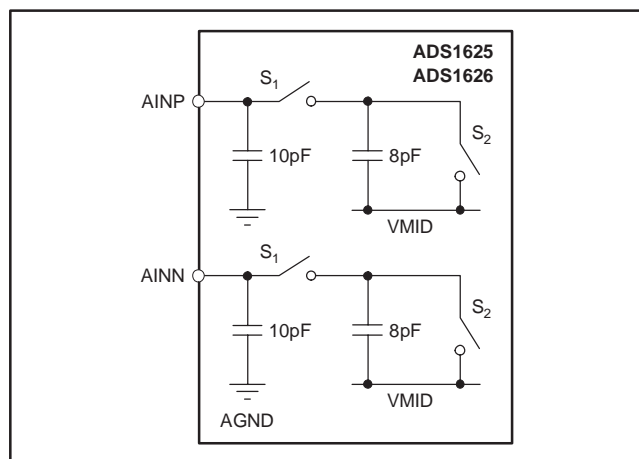 ADS1625
ADS1626
S1
AINP
S2
10pF
8pF
VMID
S1
AINN
S2
10pF
8pF
VMID
AGND